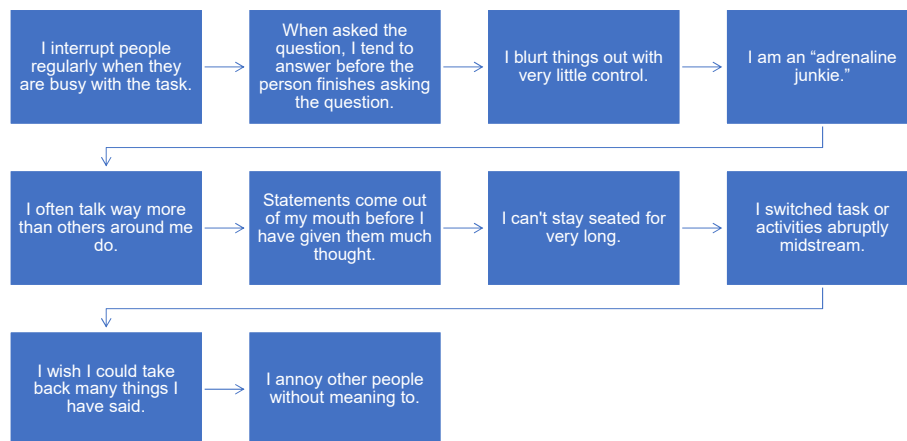 I interrupt people
regularly when they
are busy with the task.
When asked the
question, I tend to
answer before the
person finishes asking
the question.
I blurt things out with
very little control.
I am an “adrenaline
junkie.”
I often talk way more
than others around me
do.
Statements come out
of my mouth before I
have given them much
thought.
I can't stay seated for
very long.
I switched task or
activities abruptly
midstream.
I wish I could take
back many things I
have said.
I annoy other people
without meaning to.